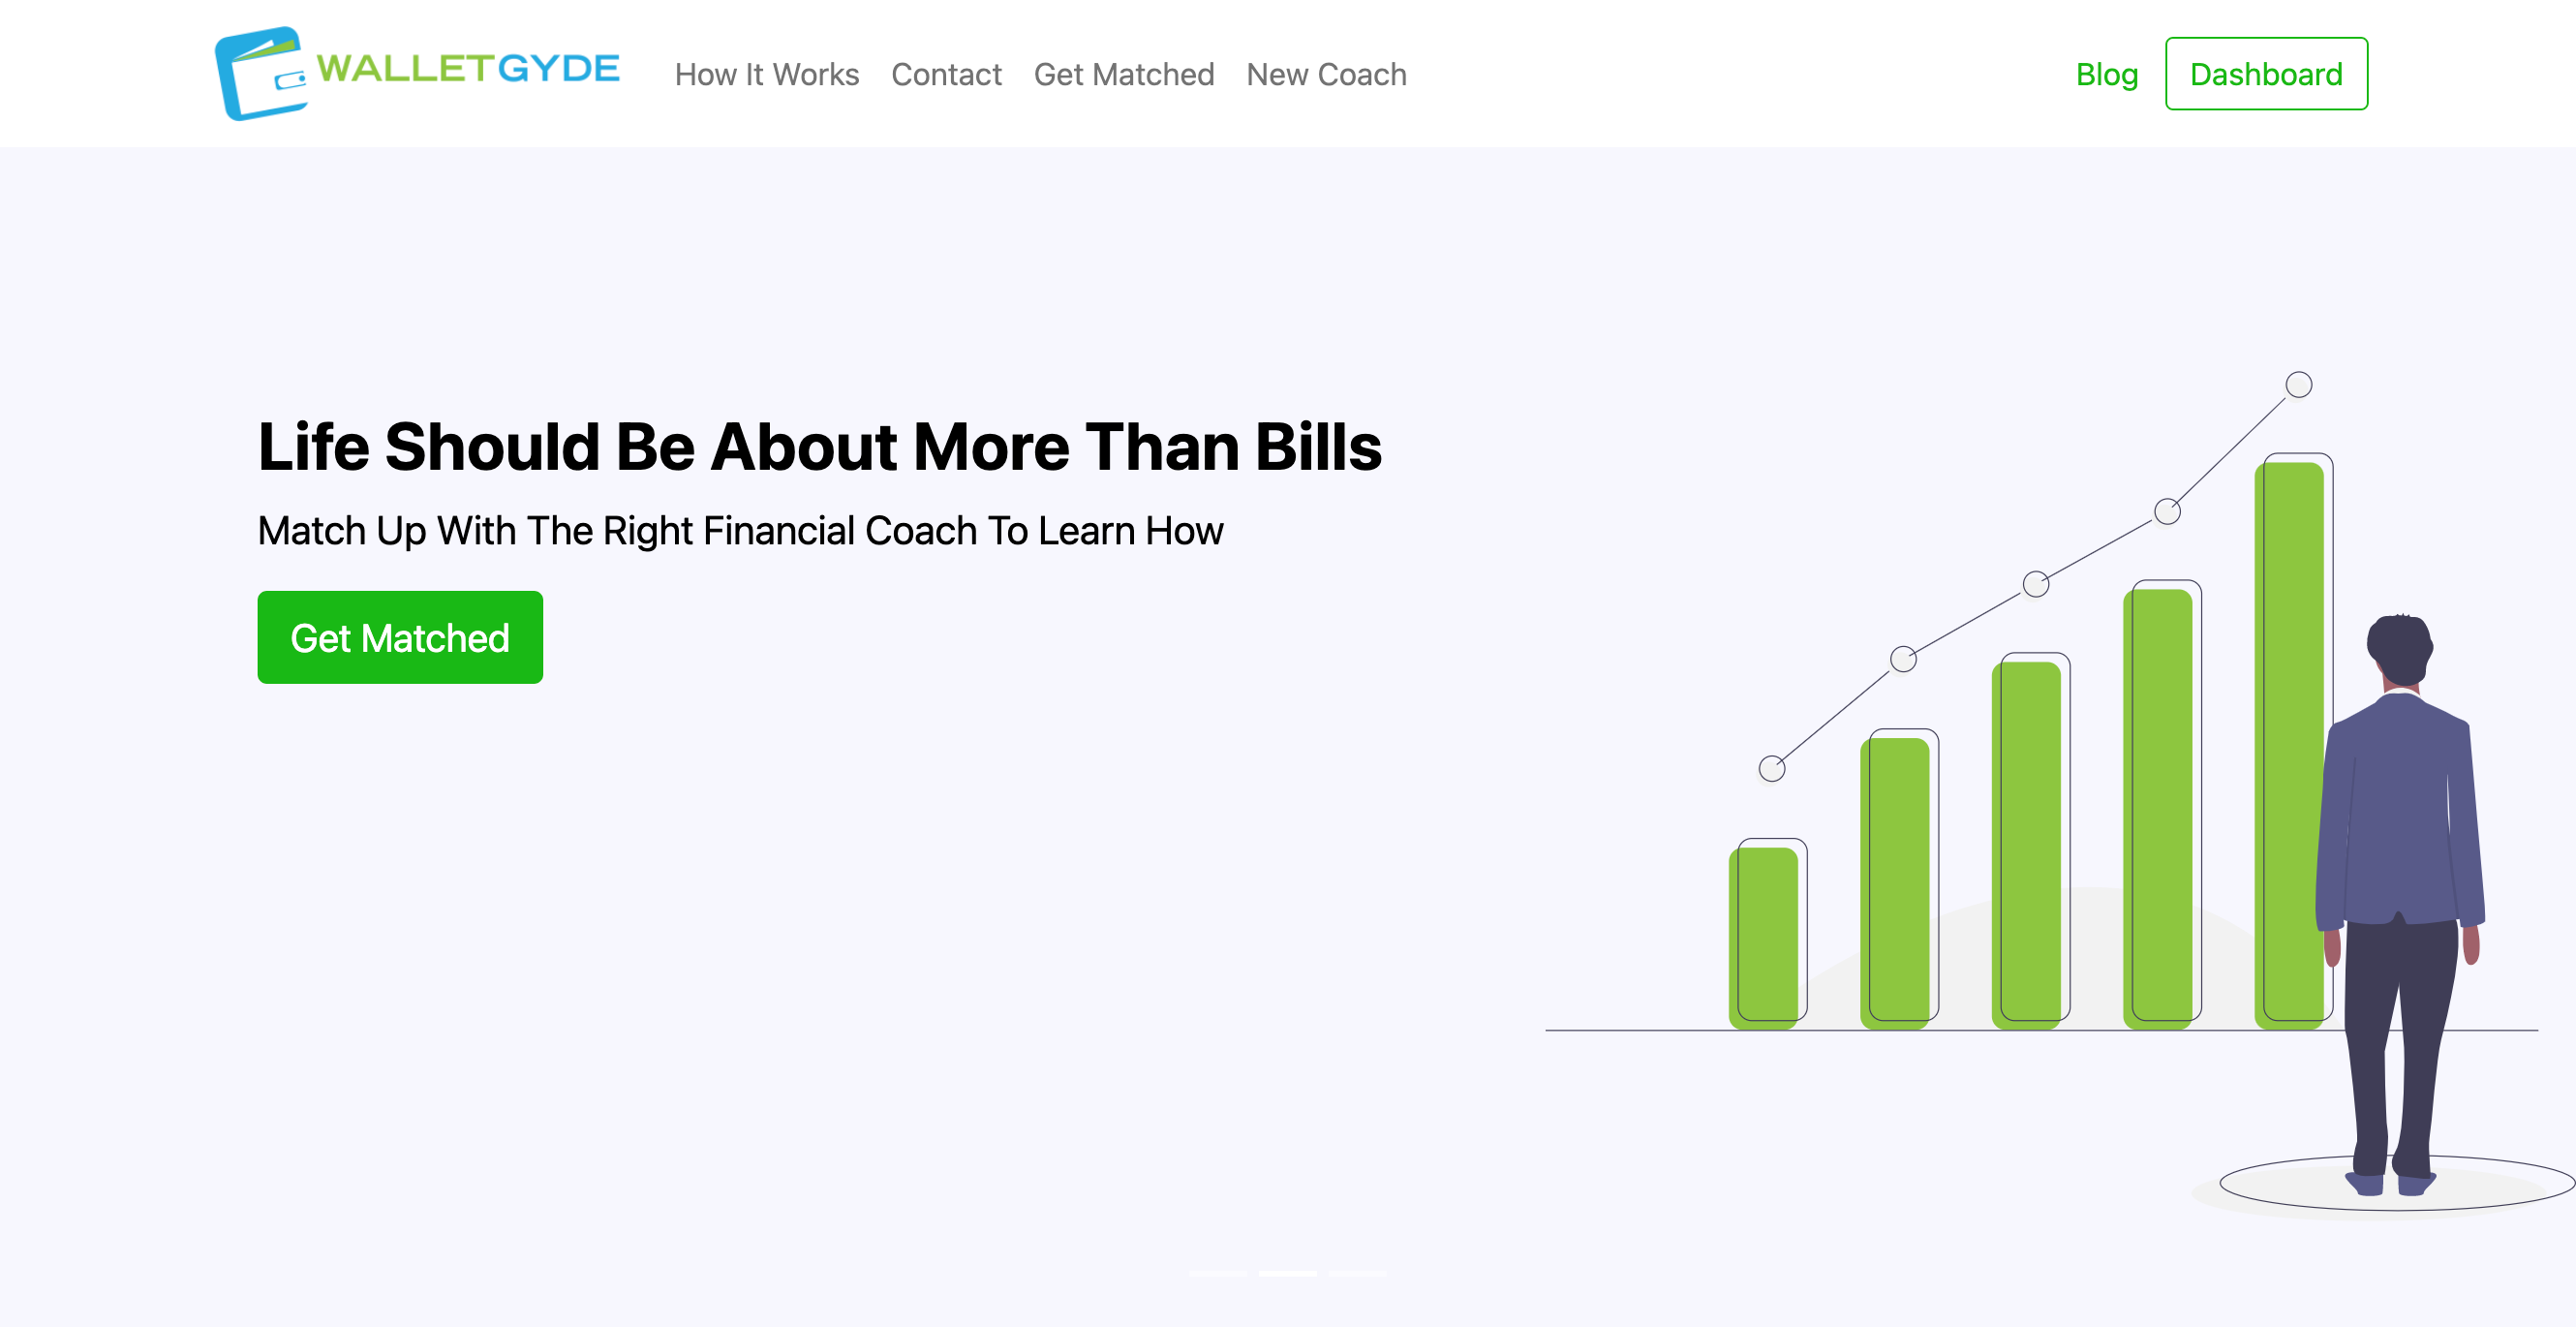 WALLETGYDE
How It Works
Contact
Get Matched
New Coach
Blog
Dashboard
Life Should Be About More Than Bills
Match Up With The Right Financial Coach To Learn How
Get Matched